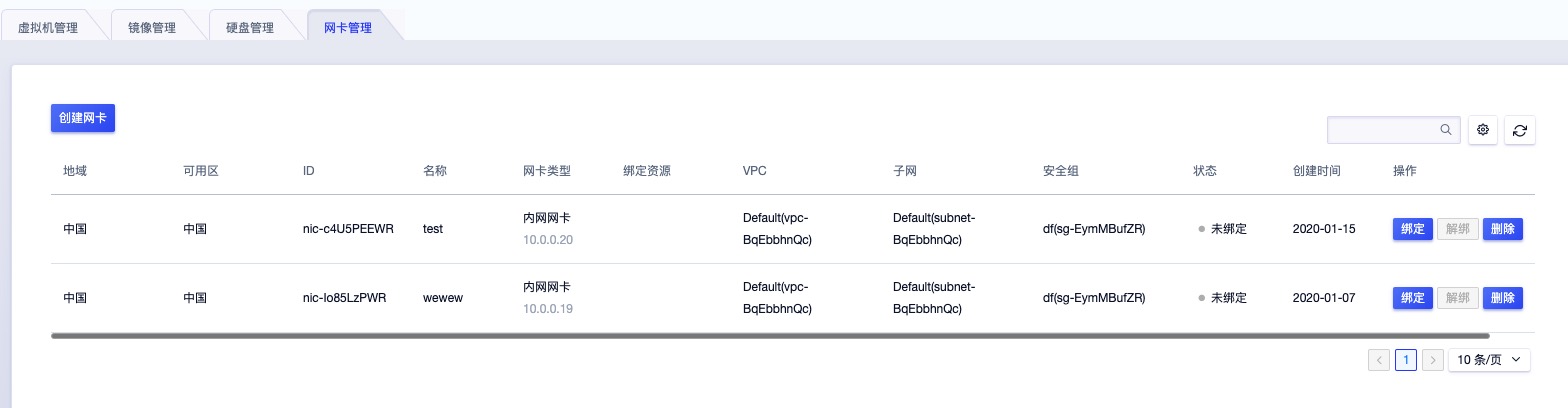 虚拟机管理 镜像管理 硬盘管理 网卡管理
创建网卡
地域 可用区 ID 名称 网卡类型 绑定资源 VPC 子网 安全组 状态 创建时间 操作
中国 中国 nic-c4U5PEEWR test 内网网卡 10.0.0.20 Default(vpc-BqEbbhnQc) Default(subnet-BqEbbhnQc) df(sg-EymMBufZR) 未绑定 2020-01-15 绑定 解绑 删除
中国 中国 nic-Io85LzPWR wewew 内网网卡 10.0.0.19 Default(vpc-BqEbbhnQc) Default(subnet-BqEbbhnQc) df(sg-EymMBufZR) 未绑定 2020-01-07 绑定 解绑 删除
1 10 条/页